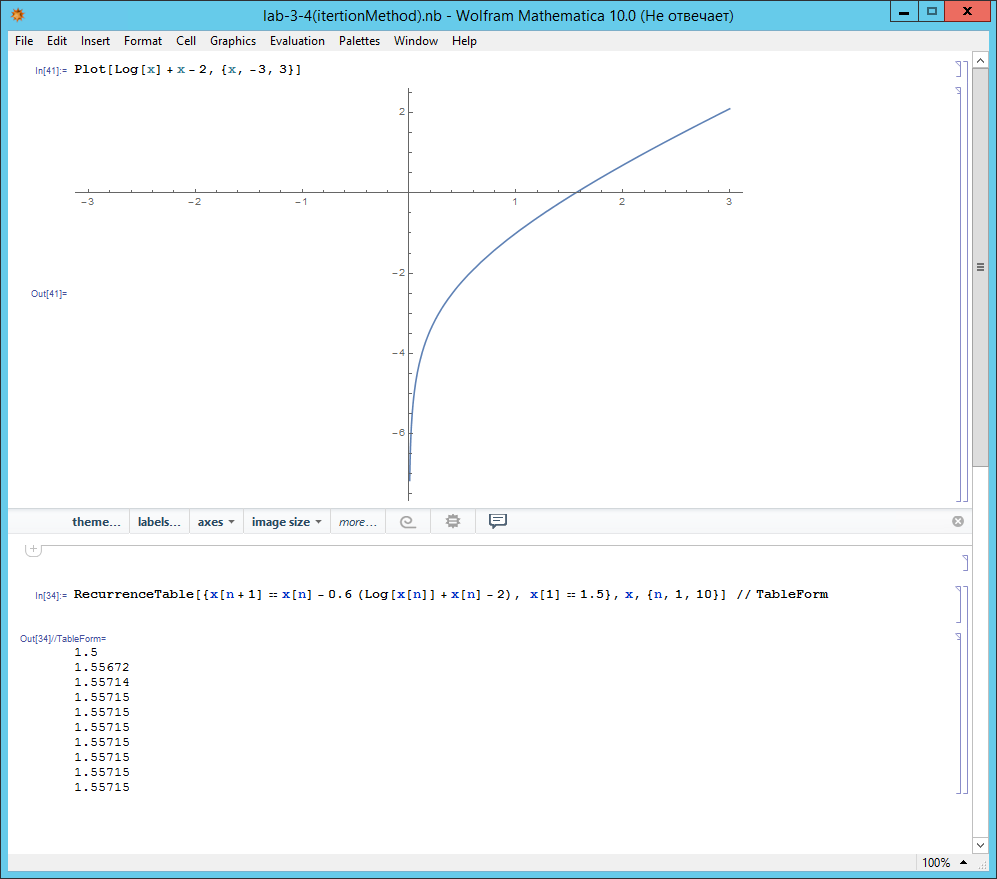 lab-3-4(itertionMethod).nb - Wolfram Mathematica 10.0 (Не отвечает)
File Edit Insert Format Cell Graphics Evaluation Palettes Window Help
In[41]:= Plot[Log[x] + x - 2, {x, -3, 3}]
2
-3 -2 -1 1 2 3
-2
Out[41]=
-4
-6
theme... labels... axes image size more...
In[34]:= RecurrenceTable[{x[n + 1] == x[n] - 0.6 (Log[x[n]] + x[n] - 2), x[1] == 1.5}, x, {n, 1, 10}] // TableForm
Out[34]//TableForm=
1.5
1.55672
1.55714
1.55715
1.55715
1.55715
1.55715
1.55715
1.55715
1.55715
100%